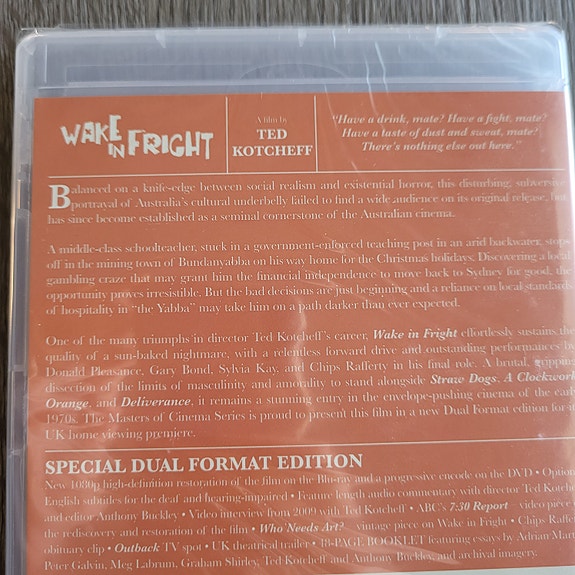 WAKE IN FRIGHT
A film by
TED
KOTCHEFF
"Have a drink, mate? Have a fight, mate?
Have a taste of dust and sweat, mate?
There's nothing else out here."
Balanced on a knife-edge between social realism and existential horror, this disturbing, subversive
portrayal of Australia's cultural underbelly failed to find a wide audience on its original release, but
has since become established as a seminal cornerstone of the Australian cinema.
A middle-class schoolteacher, stuck in a government-enforced teaching post in an arid backwater, stops
off in the mining town of Bundanyabba on his way home for the Christmas holidays. Discovering a local
gambling craze that may grant him the financial independence to move back to Sydney for good, the
opportunity proves irresistible. But the bad decisions are just beginning and a reliance on local standards
of hospitality in "the Yabba" may take him on a path darker than ever expected.
One of the many triumphs in director Ted Kotcheff's career, Wake in Fright effortlessly sustains the
quality of a sun-baked nightmare, with a relentless forward drive and outstanding performances by
Donald Pleasance, Gary Bond, Sylvia Kay, and Chips Rafferty in his final role. A brutal, gripping
dissection of the limits of masculinity and amorality to stand alongside Straw Dogs, A Clockwork
Orange, and Deliverance, it remains a stunning entry in the envelope-pushing cinema of the early
1970s. The Masters of Cinema Series is proud to present this film in a new Dual Format edition for
UK home viewing premiere.
SPECIAL DUAL FORMAT EDITION
New 1080p high-definition restoration of the film on the Blu-ray and a progressive encode on the DVD •
English subtitles for the deaf and hearing-impaired • Feature length audio commentary with director Ted
and editor Anthony Buckley • Video interview from 2009 with Ted Kotcheff • ABC's 7:30 Report – video piece
the rediscovery and restoration of the film • Who Needs Art? – vintage piece on Wake in Fright • Chips
obituary clip • Outback TV spot • UK theatrical trailer • 48-PAGE BOOKLET featuring essays by Adrian
Peter Galvin, Meg Labrum, Graham Shirley, Ted Kotcheff and Anthony Buckley, and archival imagery.